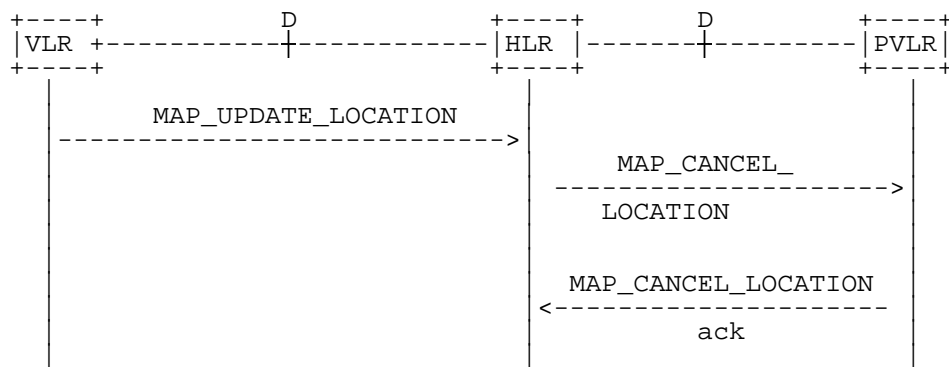 D D
VLR HLR PVLR
MAP_UPDATE_LOCATION
MAP_CANCEL_
LOCATION
MAP_CANCEL_LOCATION
ack